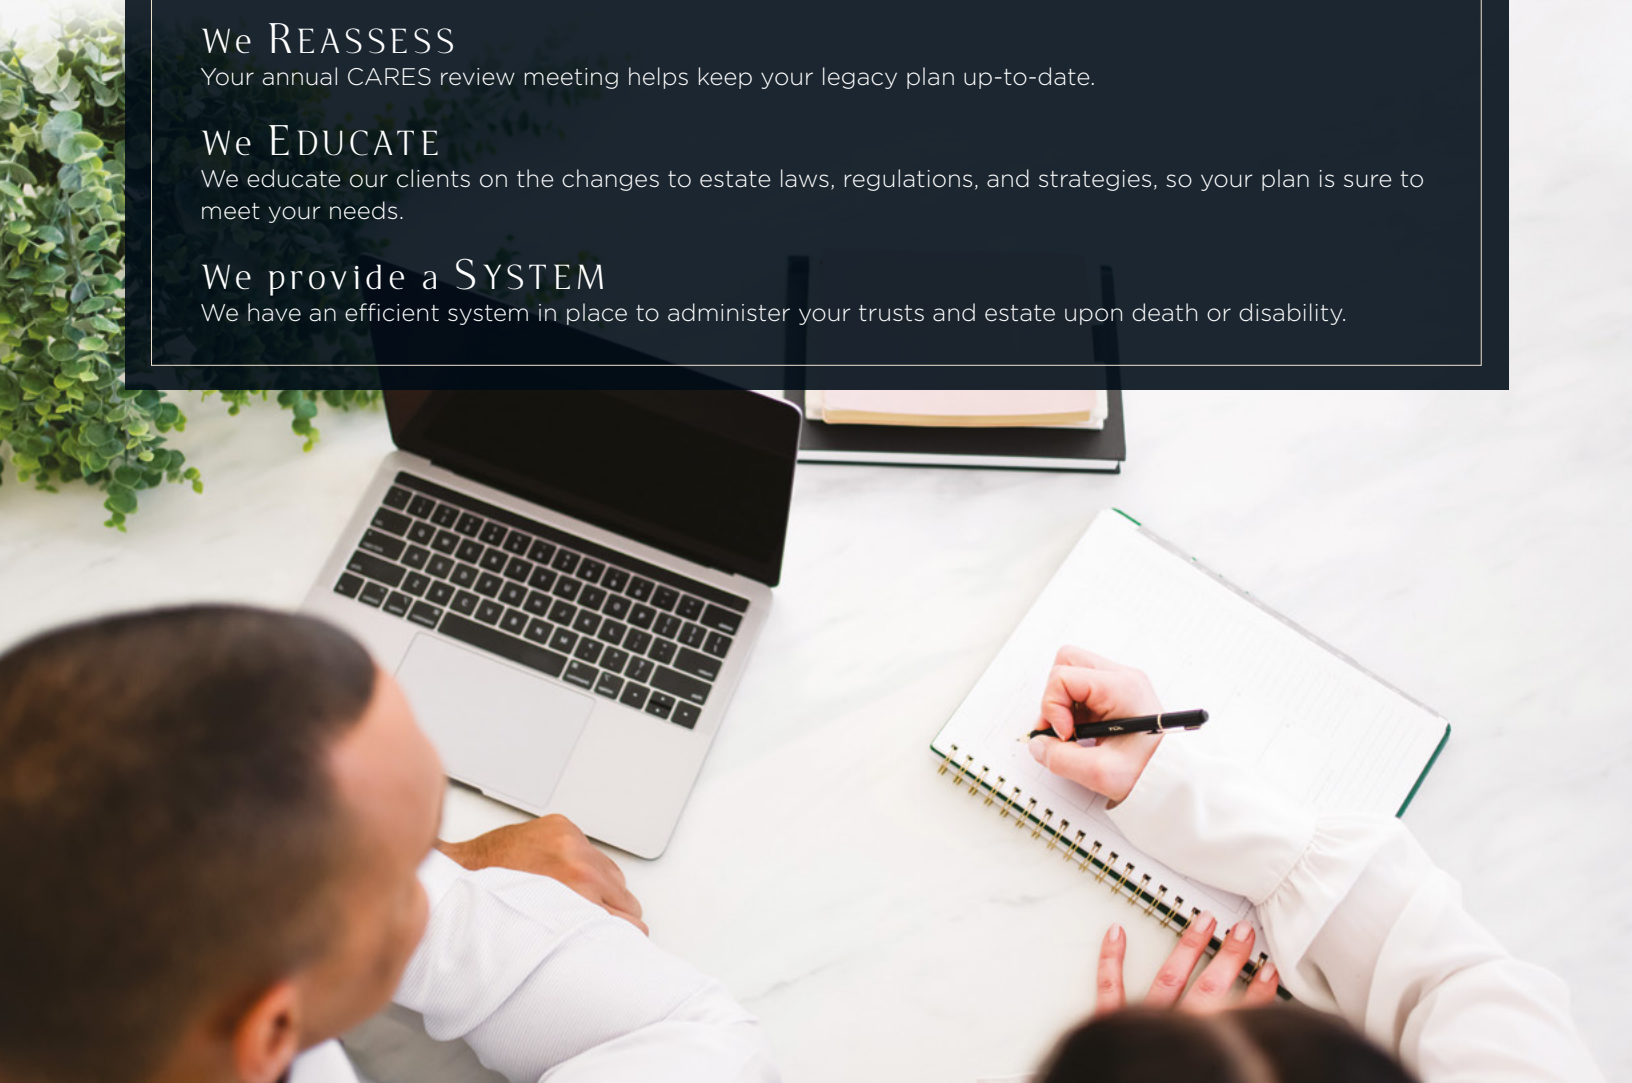 We REASSESS
Your annual CARES review meeting helps keep your legacy plan up-to-date.
We EDUCATE
We educate our clients on the changes to estate laws, regulations, and strategies, so your plan is sure to
meet your needs.
We provide a SYSTEM
We have an efficient system in place to administer your trusts and estate upon death or disability.